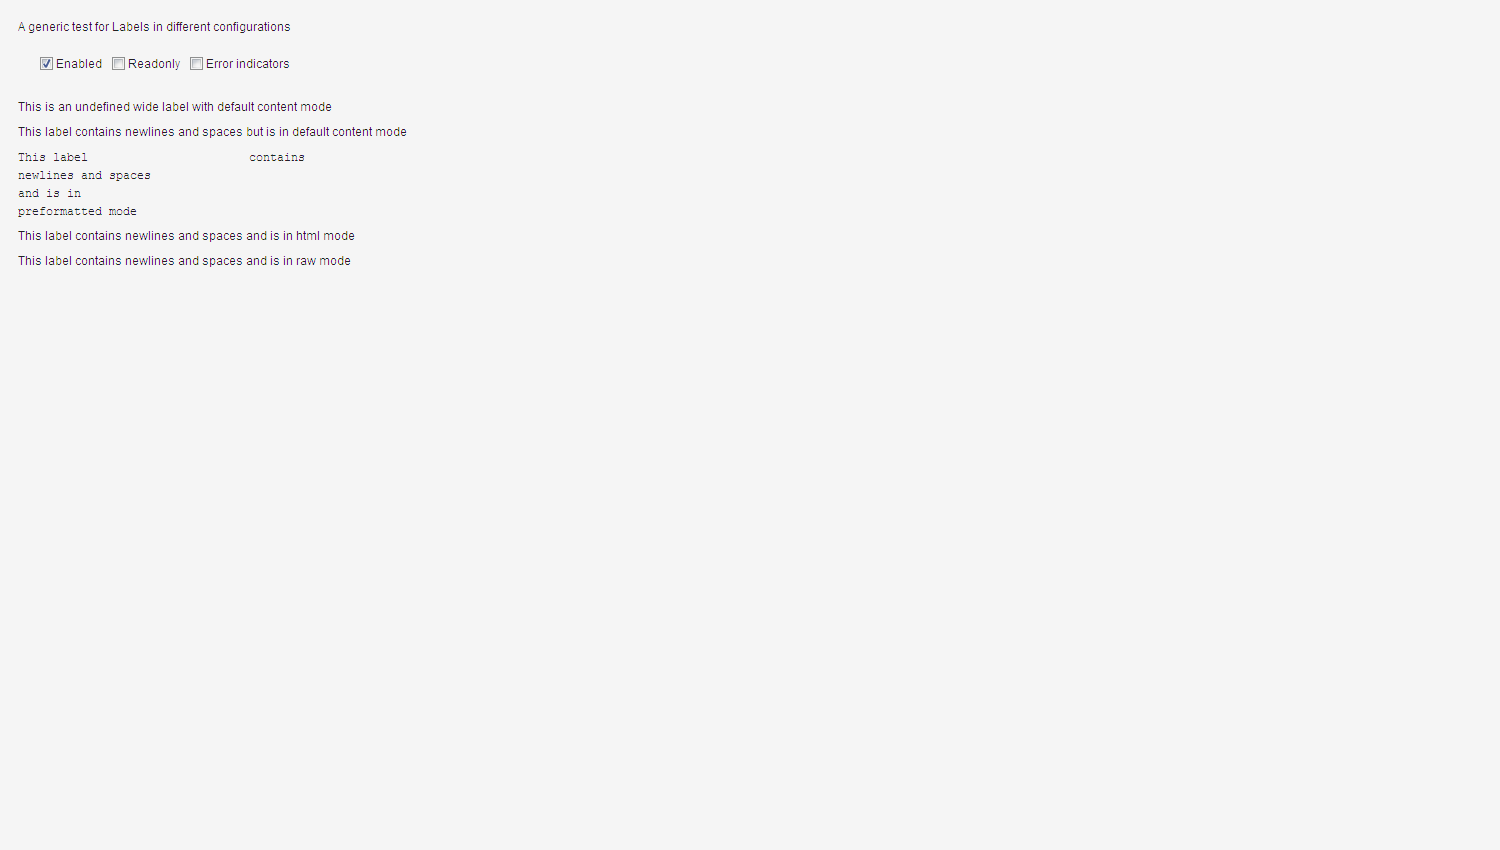 A generic test for Labels in different configurations
Enabled Readonly Error indicators
This is an undefined wide label with default content mode
This label contains newlines and spaces but is in default content mode
This label                       contains
newlines and spaces
and is in
preformatted mode
This label contains newlines and spaces and is in html mode
This label contains newlines and spaces and is in raw mode